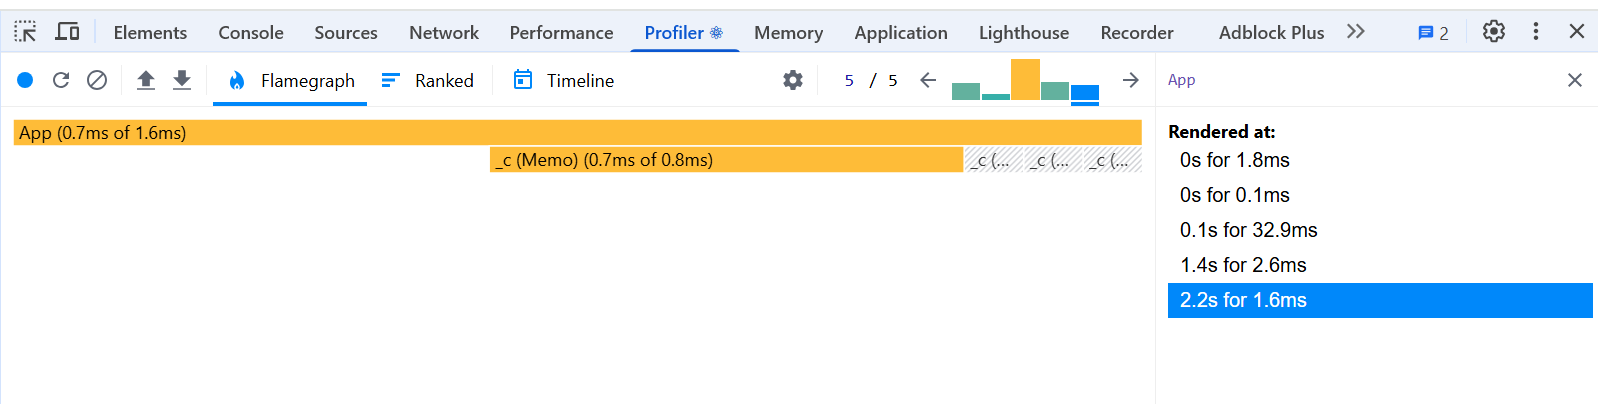 Elements Console Sources Network Performance Profiler Memory Application Lighthouse Recorder Adblock Plus 2
Flamegraph Ranked Timeline 5 / 5 App
App (0.7ms of 1.6ms)
_c (Memo) (0.7ms of 0.8ms) _c (... _c (... _c (...
Rendered at:
0s for 1.8ms
0s for 0.1ms
0.1s for 32.9ms
1.4s for 2.6ms
2.2s for 1.6ms